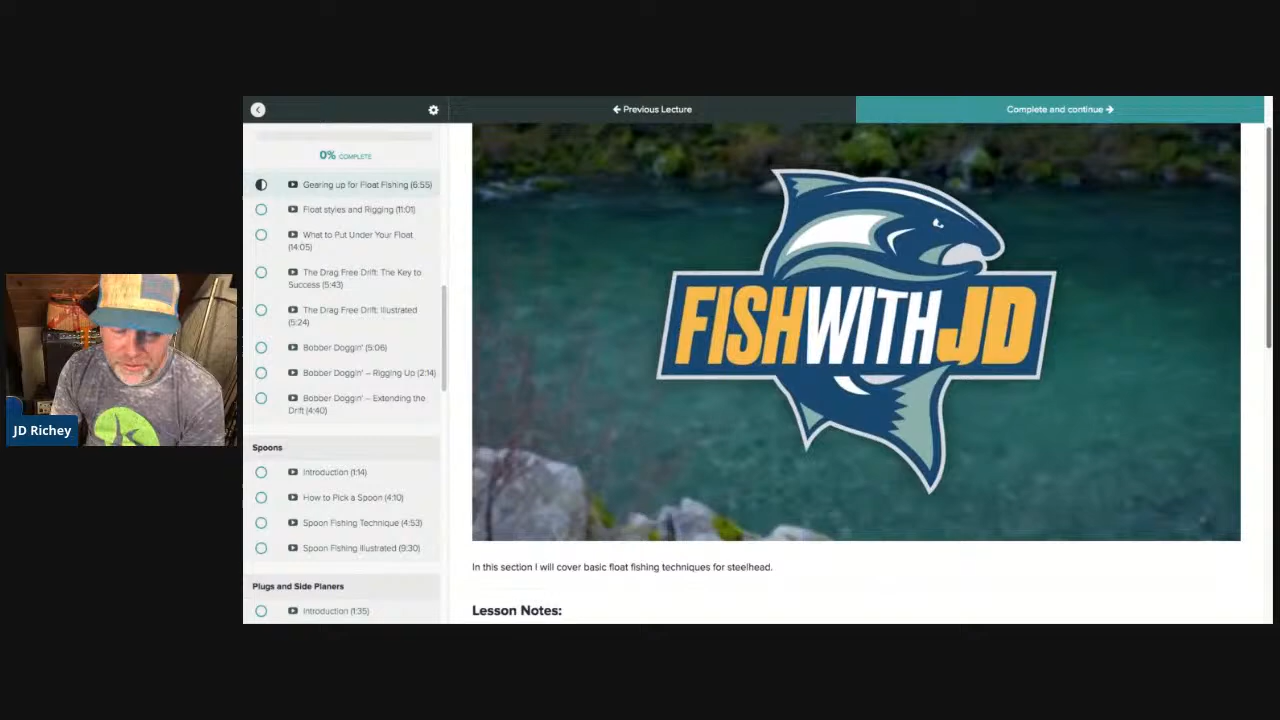 Previous Lecture
Complete and continue
0% COMPLETE
Gearing up for Float Fishing (6:55)
Float styles and Rigging (11:01)
What to Put Under Your Float
(14:05)
The Drag Free Drift: The Key to
Success (5:43)
The Drag Free Drift: Illustrated
(5:24)
Bobber Doggin' (5:06)
Bobber Doggin' – Rigging Up (2:14)
Bobber Doggin' – Extending the
Drift (4:40)
Spoons
Introduction (1:14)
How to Pick a Spoon (4:10)
Spoon Fishing Technique (4:53)
Spoon Fishing Illustrated (9:30)
Plugs and Side Planers
Introduction (1:35)
FISHWITHJD
In this section I will cover basic float fishing techniques for steelhead.
Lesson Notes:
JD Richey